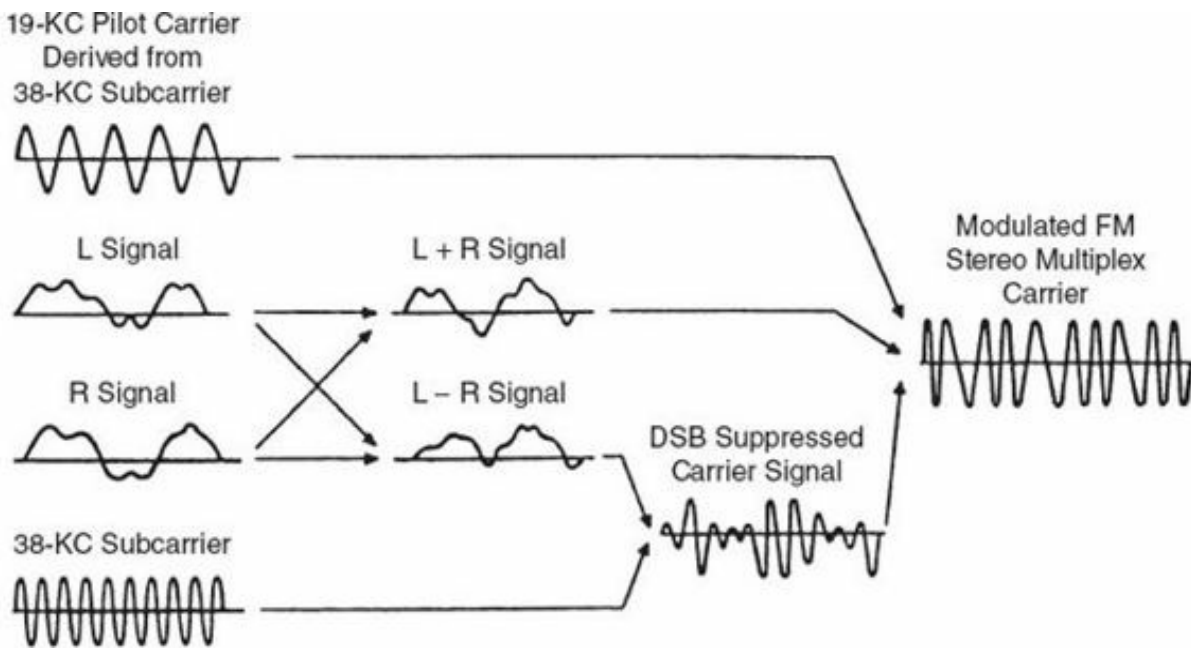 19-KC Pilot Carrier
Derived from
38-KC Subcarrier
L Signal
L + R Signal
Modulated FM
Stereo Multiplex
Carrier
R Signal
L – R Signal
DSB Suppressed
Carrier Signal
38-KC Subcarrier